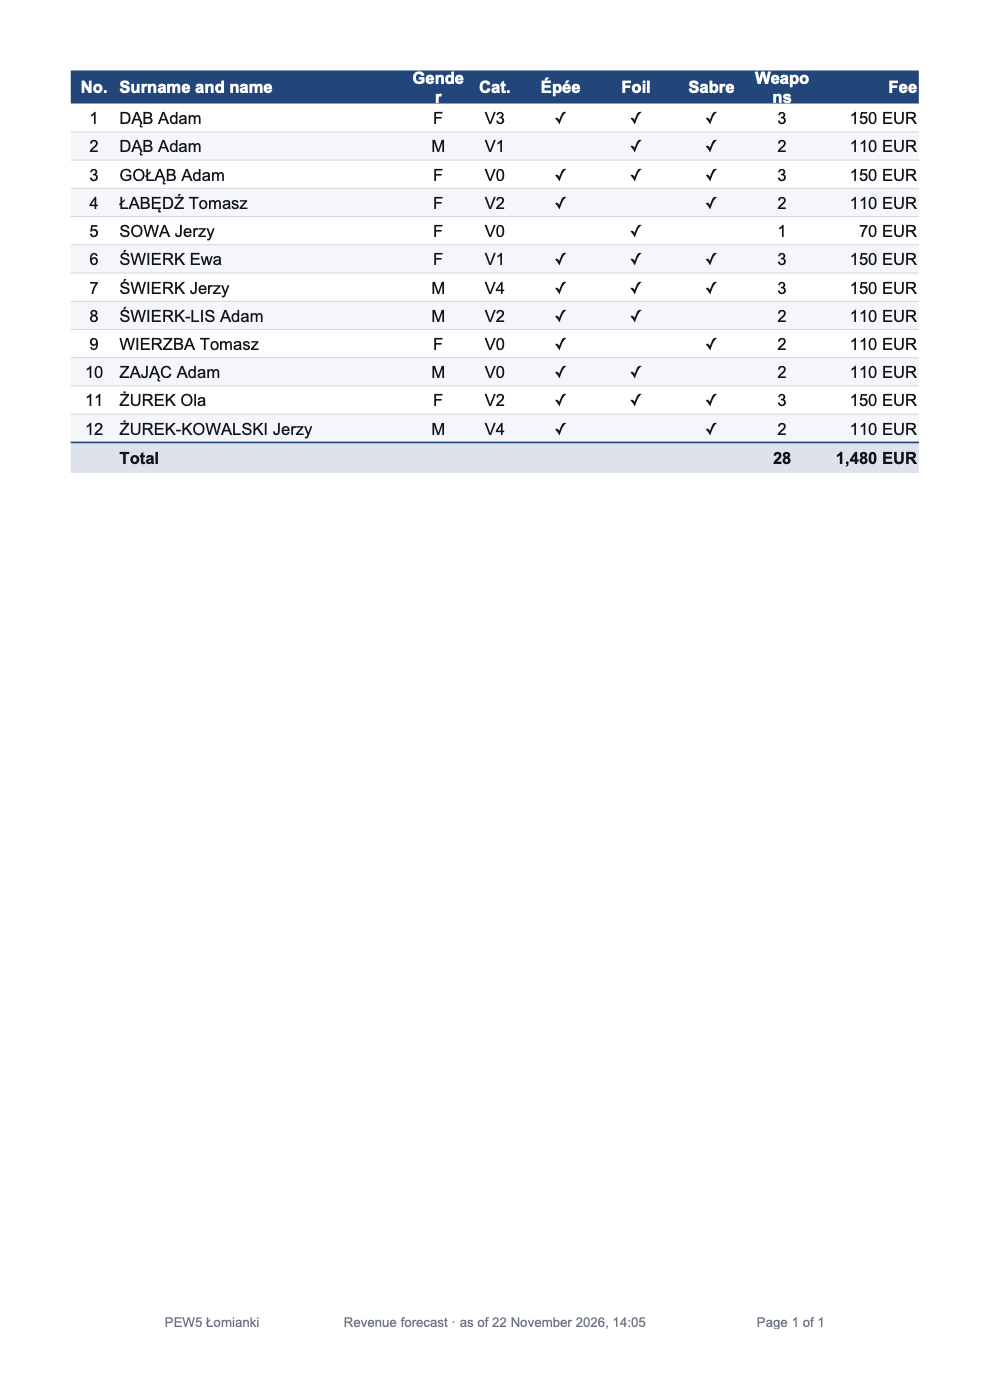 No. Surname and name Gende
r Cat. Épée Foil Sabre Weapo
ns Fee
1 DĄB Adam F V3 ✓ ✓ ✓ 3 150 EUR
2 DĄB Adam M V1 ✓ ✓ 2 110 EUR
3 GOŁĄB Adam F V0 ✓ ✓ ✓ 3 150 EUR
4 ŁABĘDŹ Tomasz F V2 ✓ ✓ 2 110 EUR
5 SOWA Jerzy F V0 ✓ 1 70 EUR
6 ŚWIERK Ewa F V1 ✓ ✓ ✓ 3 150 EUR
7 ŚWIERK Jerzy M V4 ✓ ✓ ✓ 3 150 EUR
8 ŚWIERK-LIS Adam M V2 ✓ ✓ 2 110 EUR
9 WIERZBA Tomasz F V0 ✓ ✓ 2 110 EUR
10 ZAJĄC Adam M V0 ✓ ✓ 2 110 EUR
11 ŻUREK Ola F V2 ✓ ✓ ✓ 3 150 EUR
12 ŻUREK-KOWALSKI Jerzy M V4 ✓ ✓ 2 110 EUR
Total 28 1,480 EUR
PEW5 Łomianki Revenue forecast · as of 22 November 2026, 14:05 Page 1 of 1